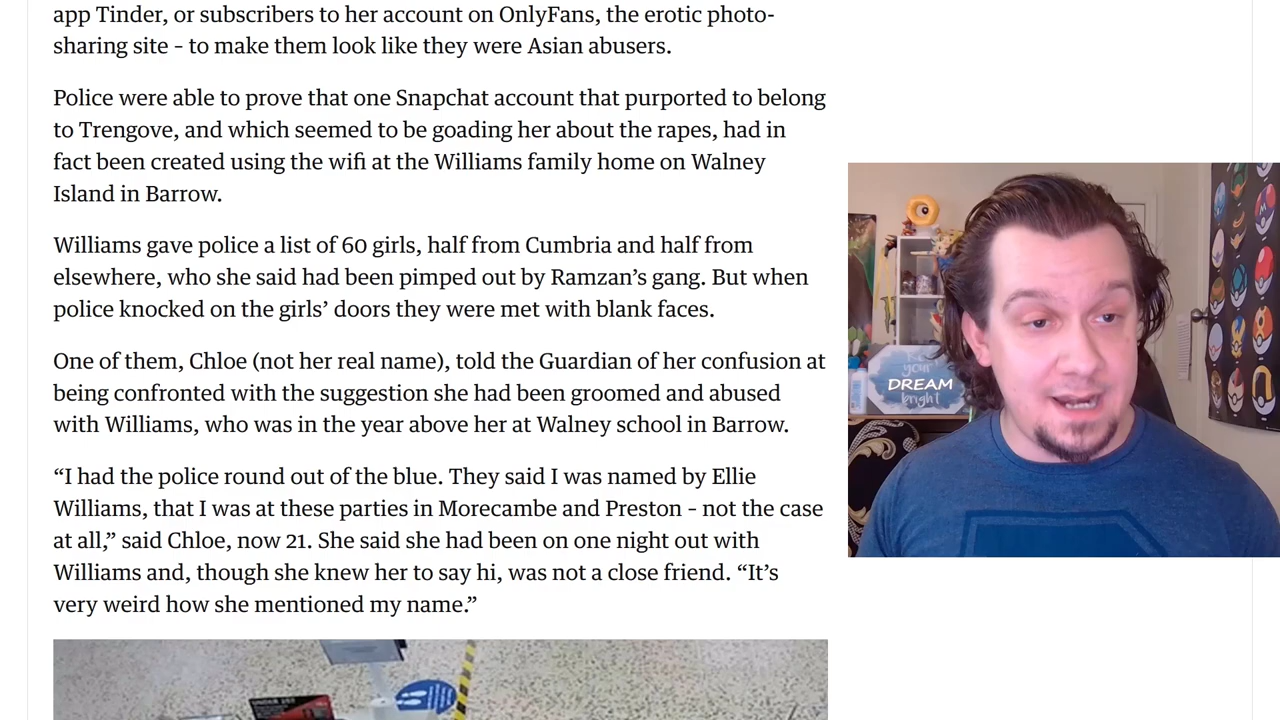 app Tinder, or subscribers to her account on OnlyFans, the erotic photo-
sharing site – to make them look like they were Asian abusers.
Police were able to prove that one Snapchat account that purported to belong
to Trengove, and which seemed to be goading her about the rapes, had in
fact been created using the wifi at the Williams family home on Walney
Island in Barrow.
Williams gave police a list of 60 girls, half from Cumbria and half from
elsewhere, who she said had been pimped out by Ramzan’s gang. But when
police knocked on the girls’ doors they were met with blank faces.
One of them, Chloe (not her real name), told the Guardian of her confusion at
being confronted with the suggestion she had been groomed and abused
with Williams, who was in the year above her at Walney school in Barrow.
“I had the police round out of the blue. They said I was named by Ellie
Williams, that I was at these parties in Morecambe and Preston – not the case
at all,” said Chloe, now 21. She said she had been on one night out with
Williams and, though she knew her to say hi, was not a close friend. “It’s
very weird how she mentioned my name.”
your
DREAM
bright